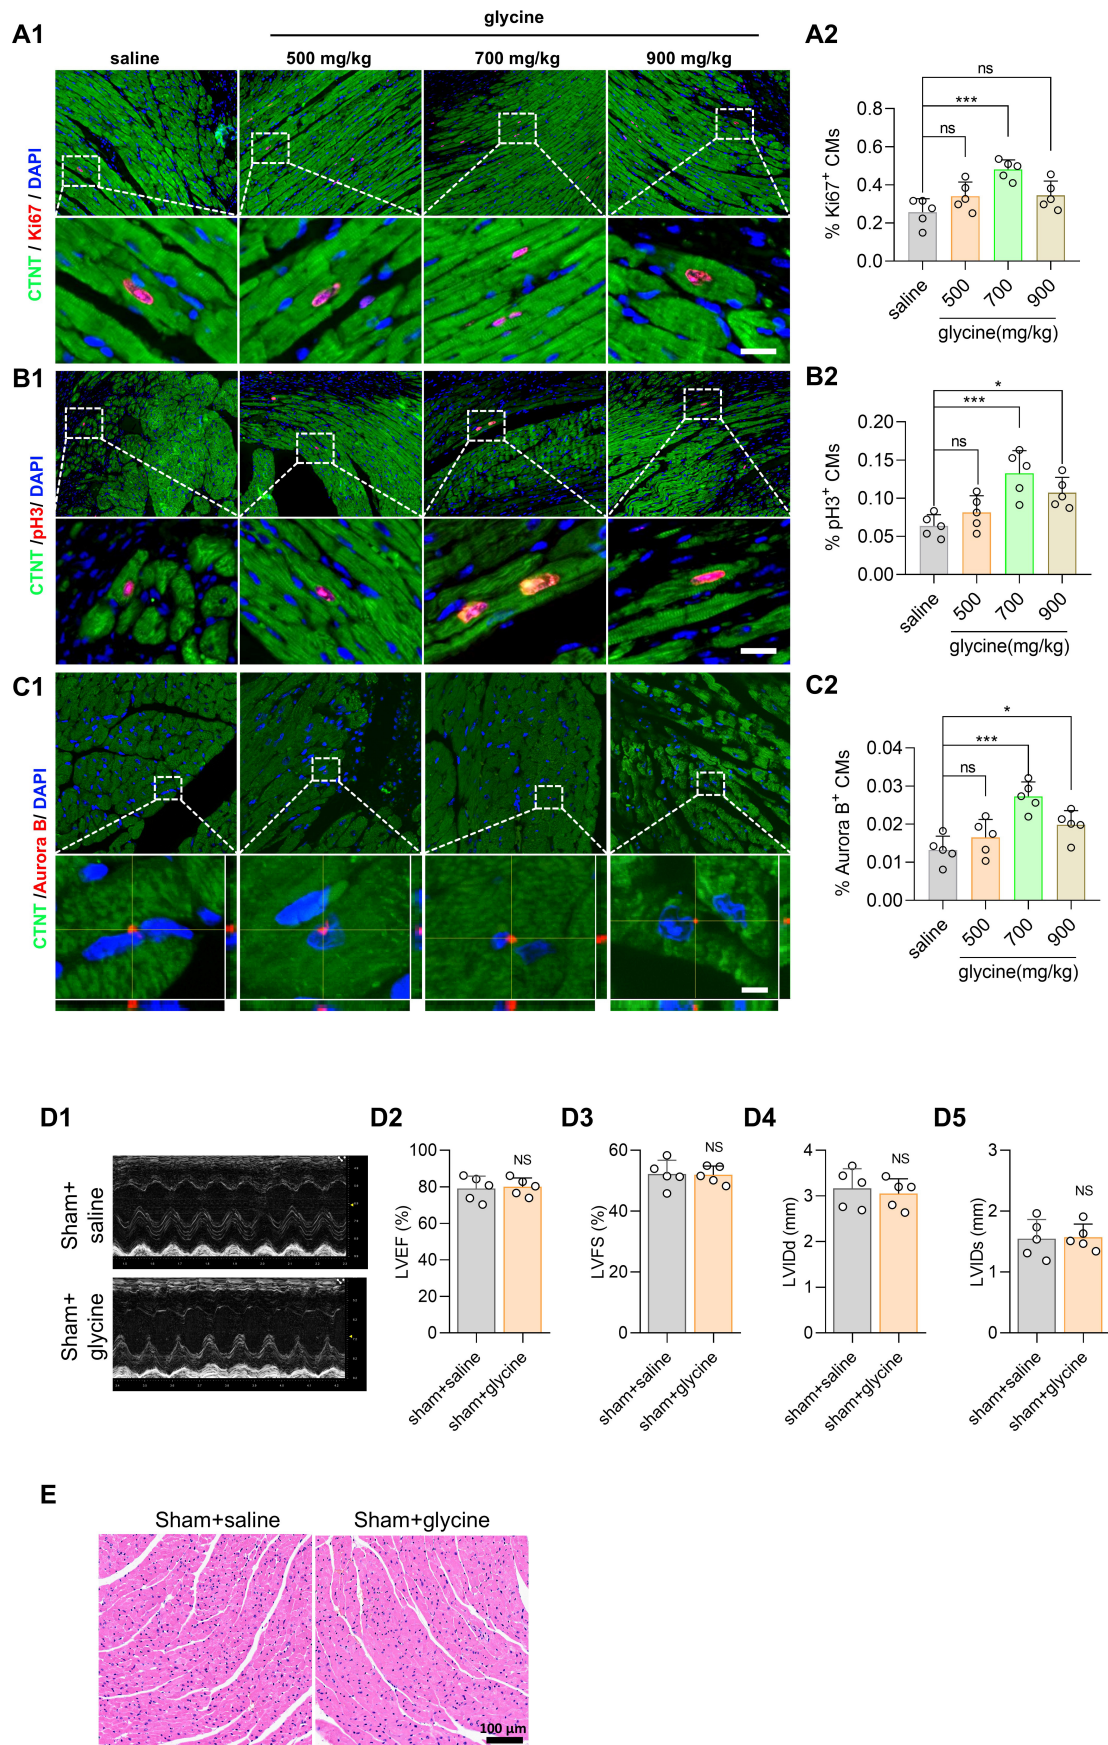 glycine
A1
A2
saline
500 mg/kg
700 mg/kg
900 mg/kg
CTNT / Ki67 / DAPI
% Ki67+ CMs
0.8
0.6
0.4
0.2
0.0
ns
***
ns
saline
500
700
900
glycine(mg/kg)
B1
B2
CTNT /pH3/ DAPI
% pH3+ CMs
0.20
0.15
0.10
0.05
0.00
*
***
ns
saline
500
700
900
glycine(mg/kg)
C1
C2
CTNT /Aurora B/ DAPI
% Aurora B+ CMs
0.04
0.03
0.02
0.01
0.00
*
***
ns
saline
500
700
900
glycine(mg/kg)
D1
D2
D3
D4
D5
Sham+
saline
Sham+
glycine
LVEF (%)
100
80
60
40
20
0
NS
sham+saline
sham+glycine
LVFS (%)
60
40
20
0
NS
sham+saline
sham+glycine
LVIDd (mm)
4
3
2
1
0
NS
sham+saline
sham+glycine
LVIDs (mm)
3
2
1
0
NS
sham+saline
sham+glycine
E
Sham+saline
Sham+glycine
100 μm